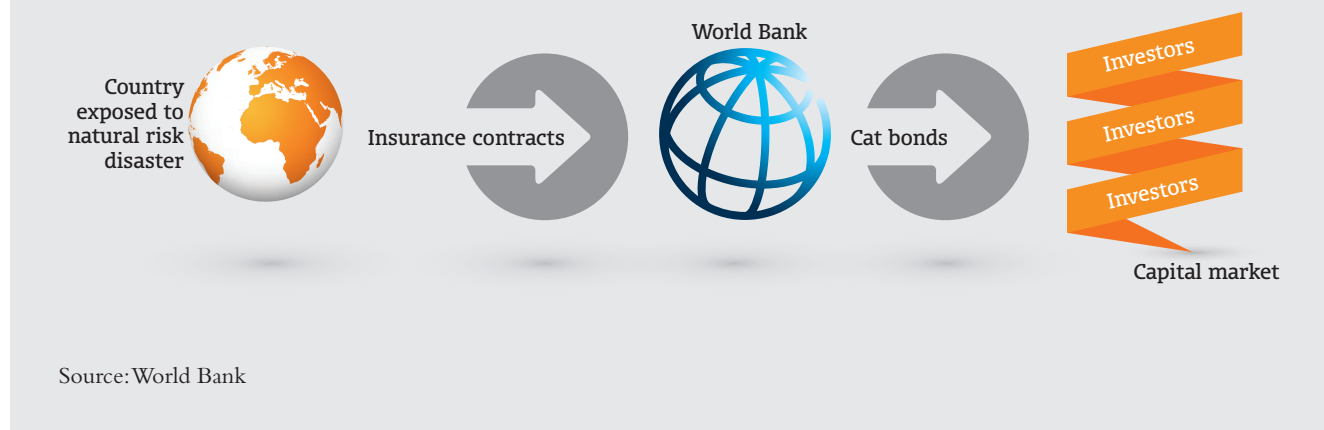 World Bank
Country
exposed to
natural risk
disaster
Insurance contracts
Cat bonds
Investors
Investors
Investors
Capital market
Source: World Bank